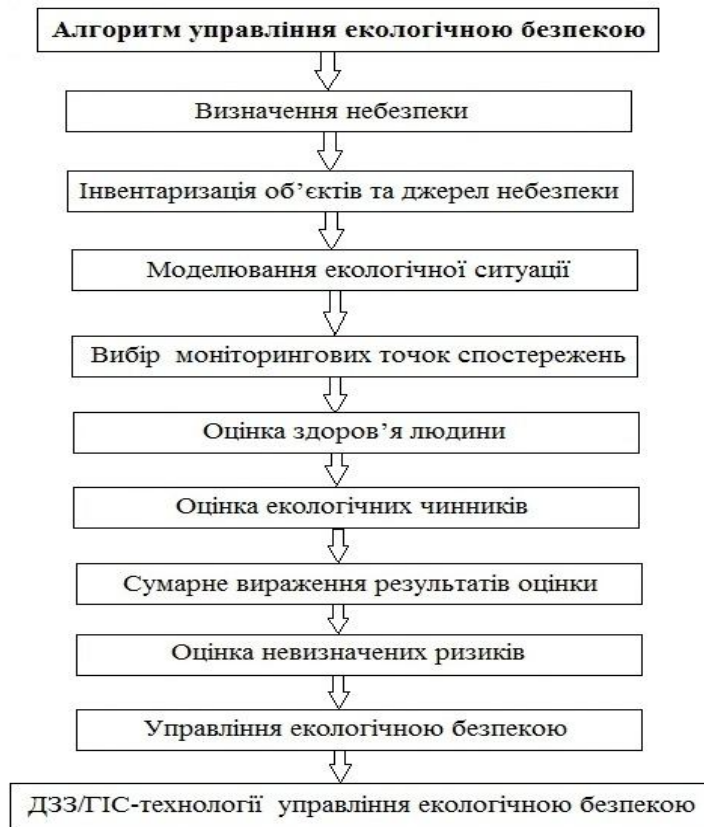 Алгоритм управління екологічною безпекою
Визначення небезпеки
Інвентаризація об’єктів та джерел небезпеки
Моделювання екологічної ситуації
Вибір моніторингових точок спостережень
Оцінка здоров’я людини
Оцінка екологічних чинників
Сумарне вираження результатів оцінки
Оцінка невизначених ризиків
Управління екологічною безпекою
ДЗЗ/ГІС-технології управління екологічною безпекою